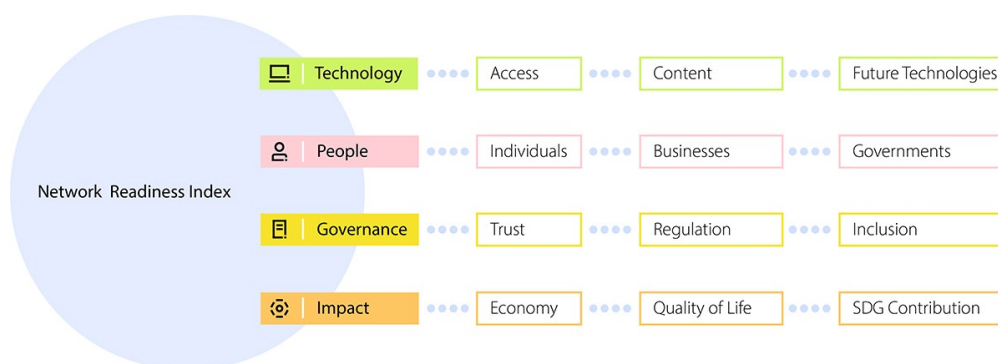 Technology
Access
Content
Future Technologies
People
Individuals
Businesses
Governments
Network Readiness Index
Governance
Trust
Regulation
Inclusion
Impact
Economy
Quality of Life
SDG Contribution